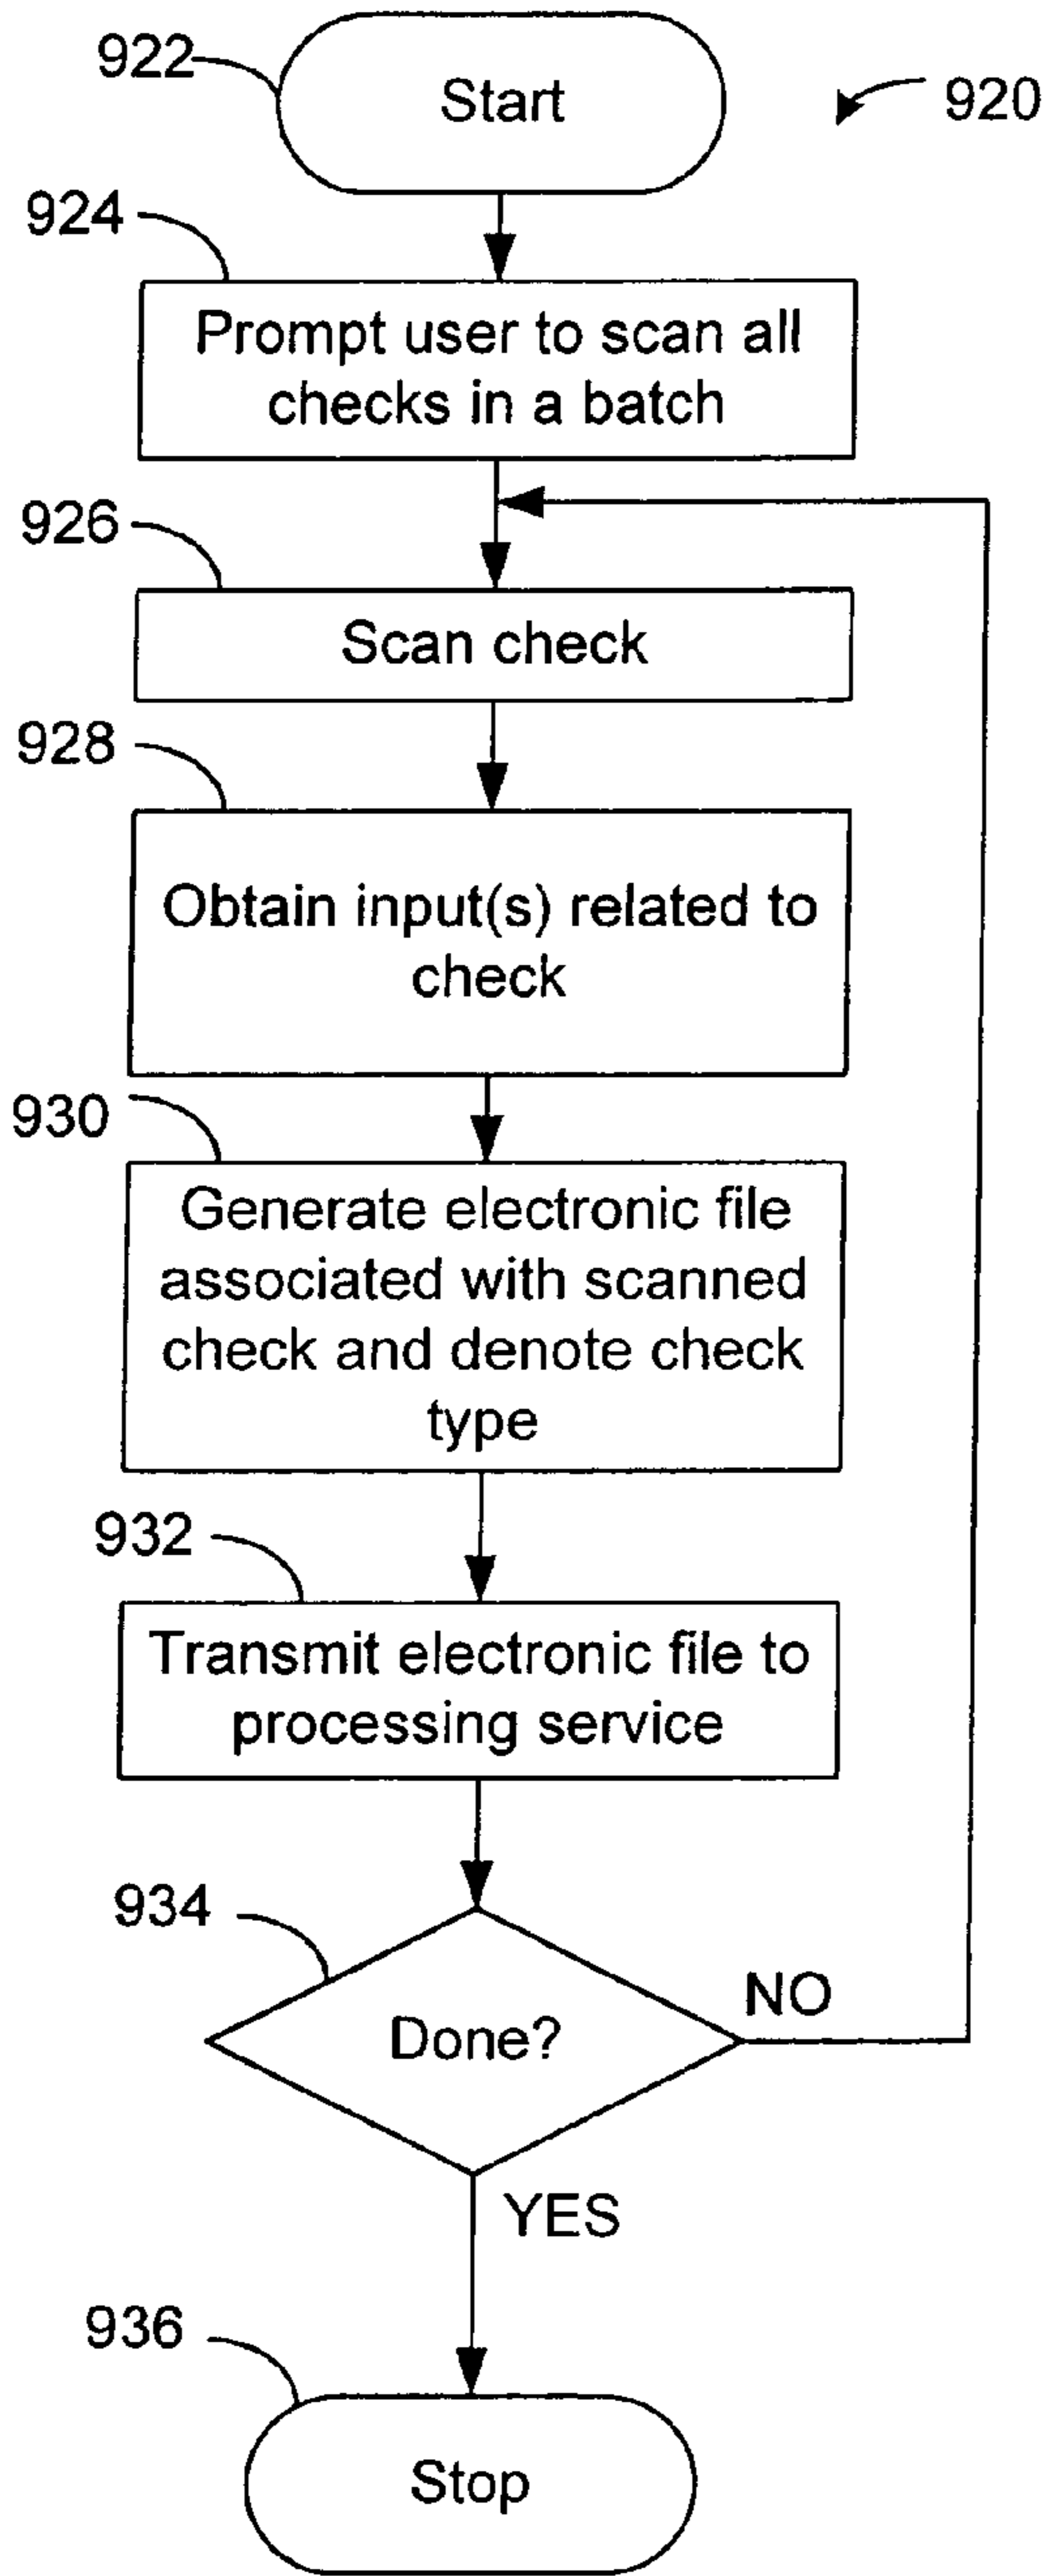 922
Start
920
924
Prompt user to scan all
checks in a batch
926
Scan check
928
Obtain input(s) related to
check
930
Generate electronic file
associated with scanned
check and denote check
type
932
Transmit electronic file to
processing service
934
Done?
NO
YES
936
Stop